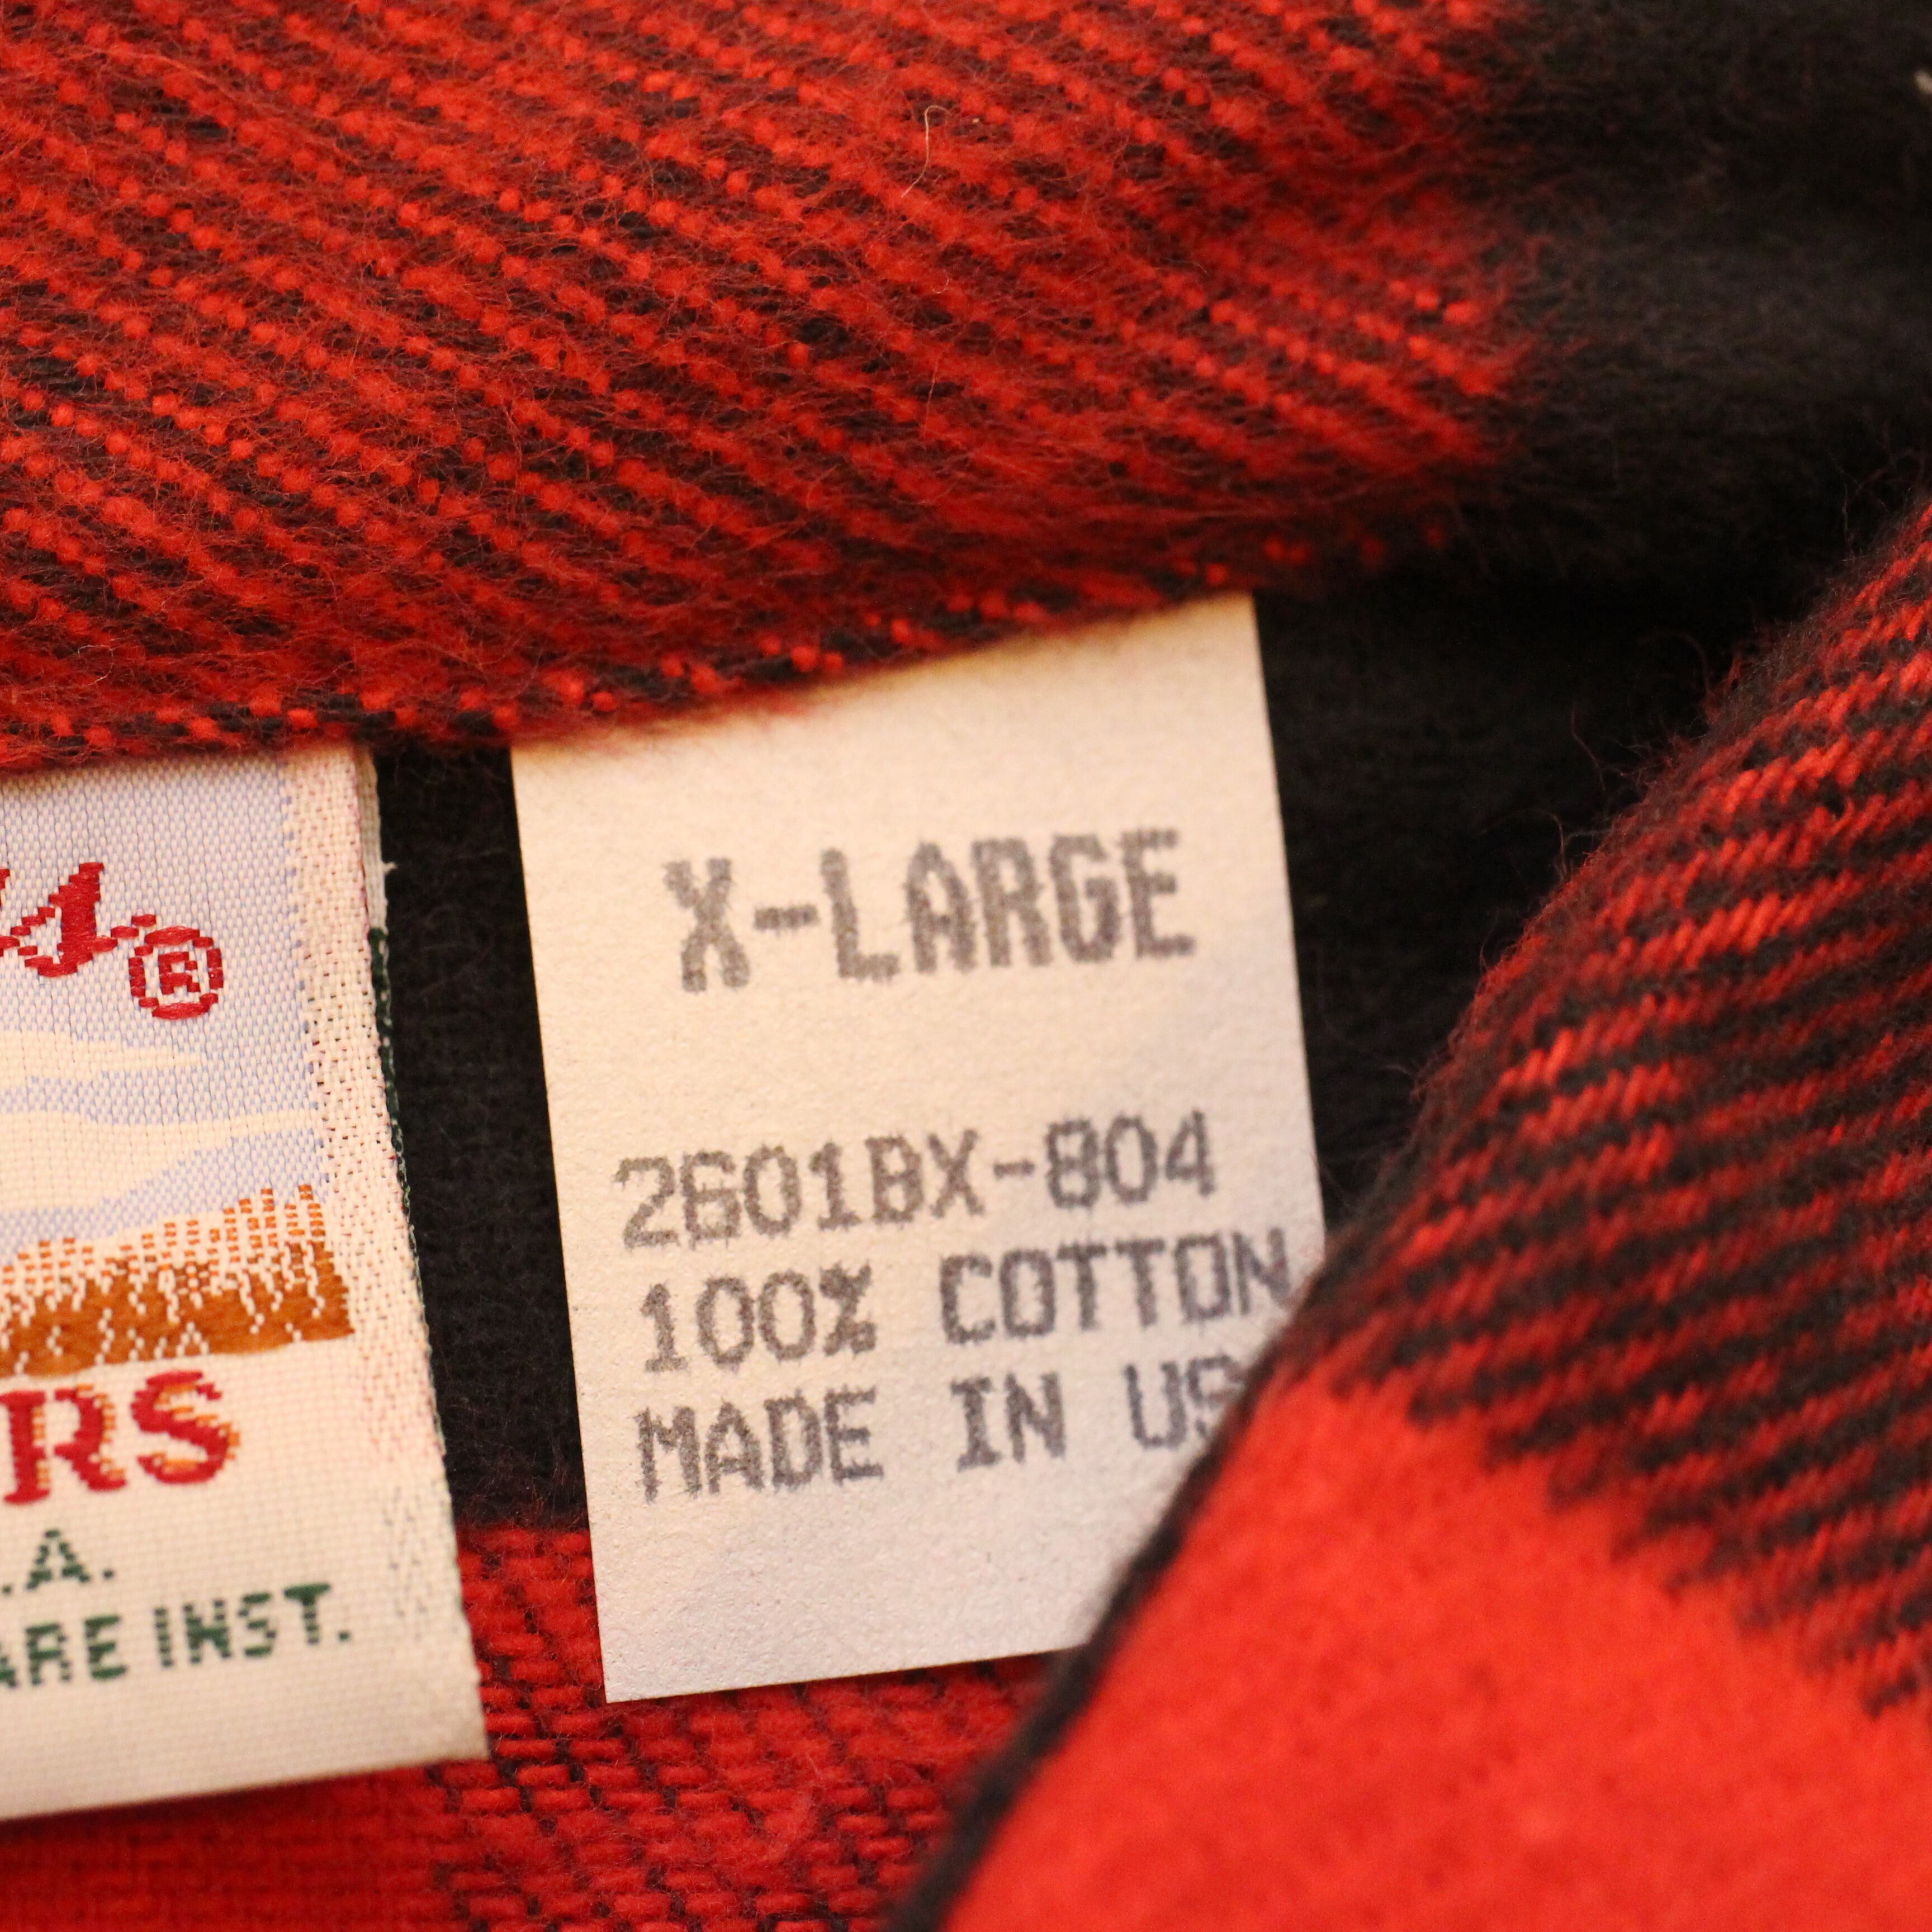 ®
RS
.A.
ARE INST.
X-LARGE
2601BX-804
100% COTTON
MADE IN US